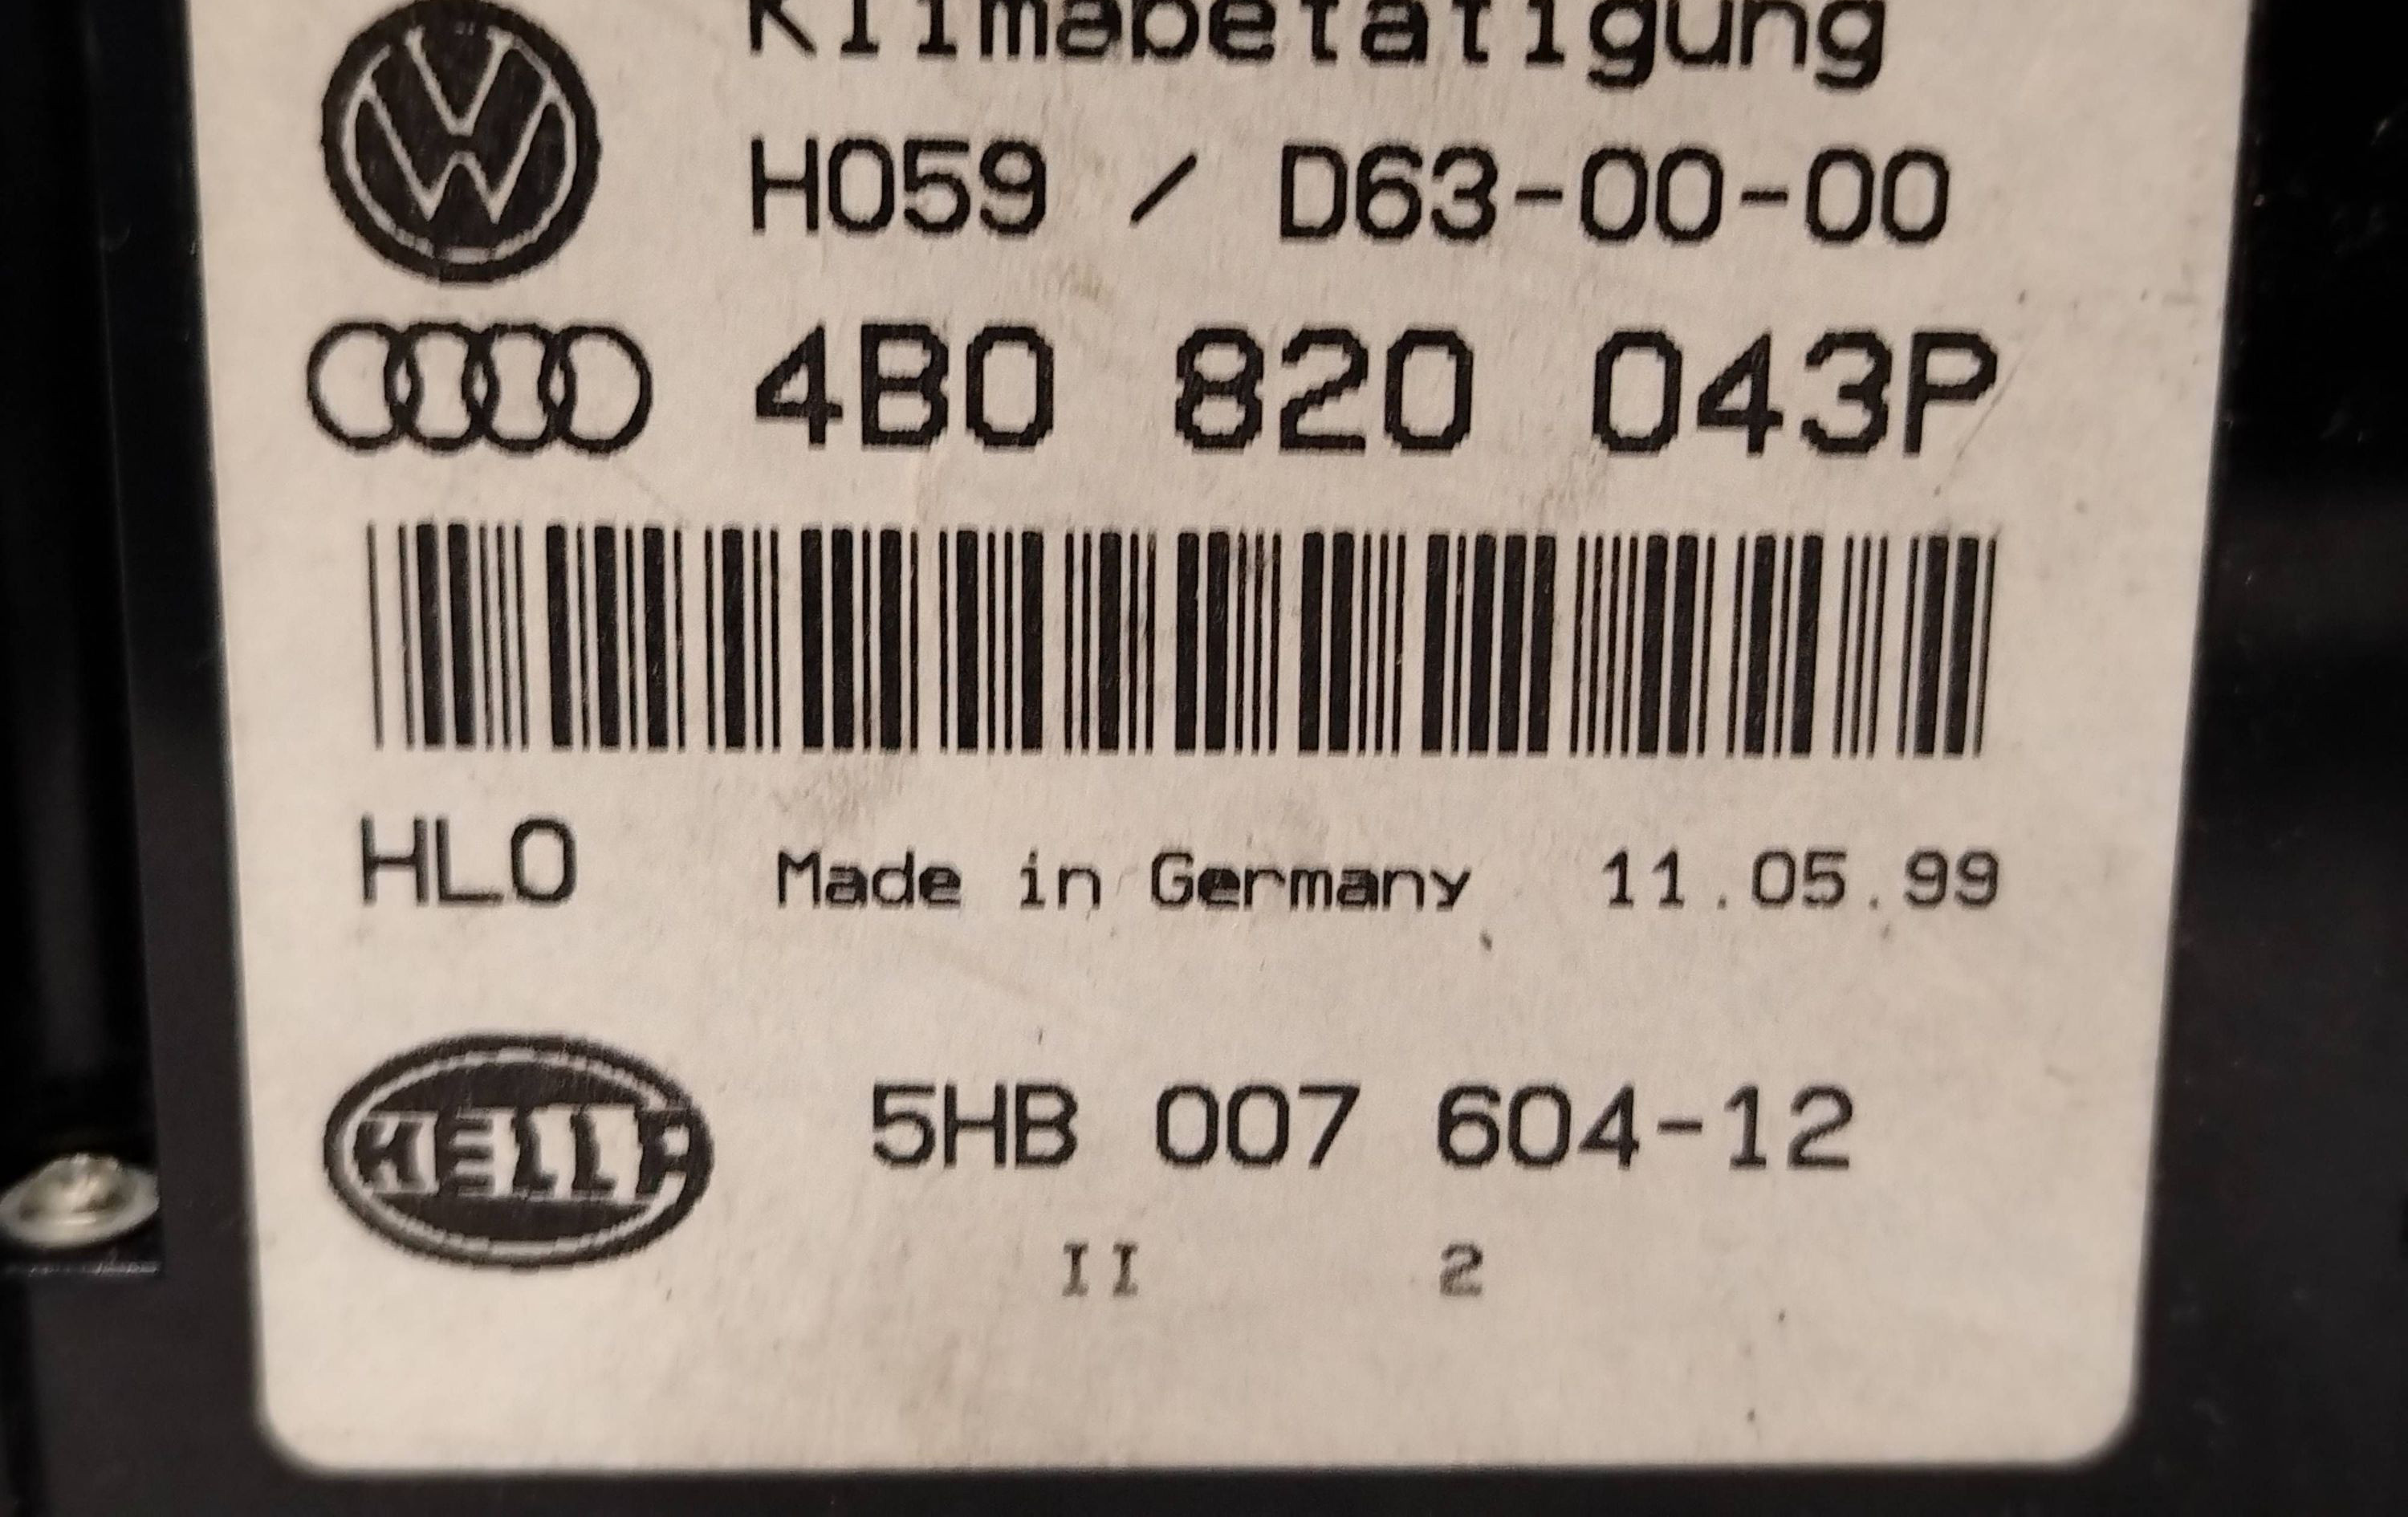 Klimabetätigung
H059 / D63-00-00
4B0 820 043P
HLO Made in Germany 11.05.99
HELLA 5HB 007 604-12
II 2